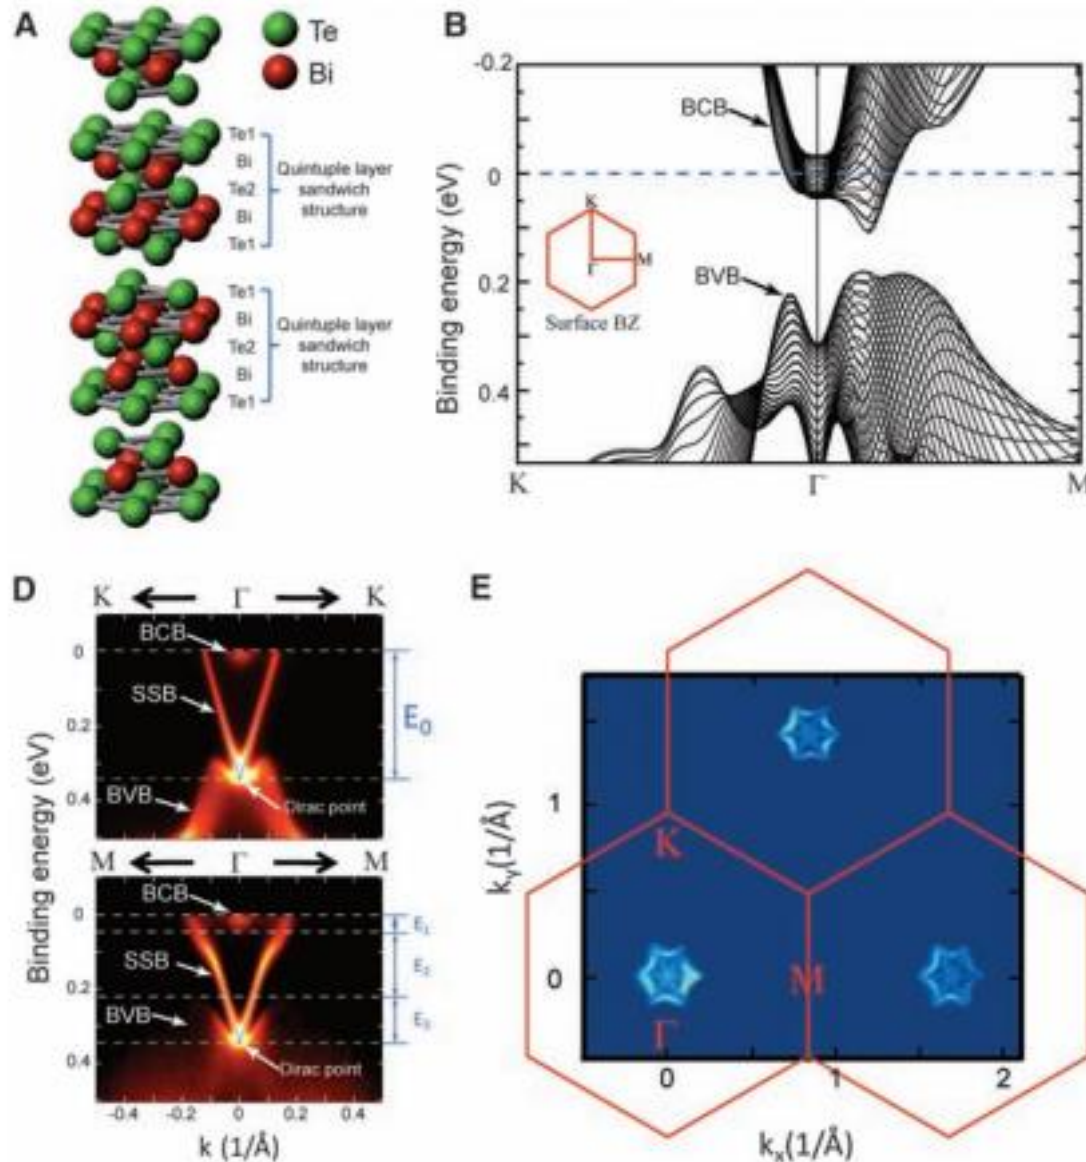 A
Te
Bi
Te1
Bi
Te2
Bi
Te1
Quintuple layer
sandwich
structure
Te1
Bi
Te2
Bi
Te1
Quintuple layer
sandwich
structure
B
-0.2
0
0.2
0.4
Binding energy (eV)
BCB
BVB
K
Γ
M
Surface BZ
K
Γ
M
D
K
Γ
K
BCB
SSB
BVB
Dirac point
E0
0
0.2
0.4
M
Γ
M
BCB
SSB
BVB
Dirac point
E1
E2
E3
0
0.2
0.4
Binding energy (eV)
-0.4
-0.2
0
0.2
0.4
k (1/Å)
E
K
M
Γ
1
0
ky(1/Å)
0
1
2
kx(1/Å)